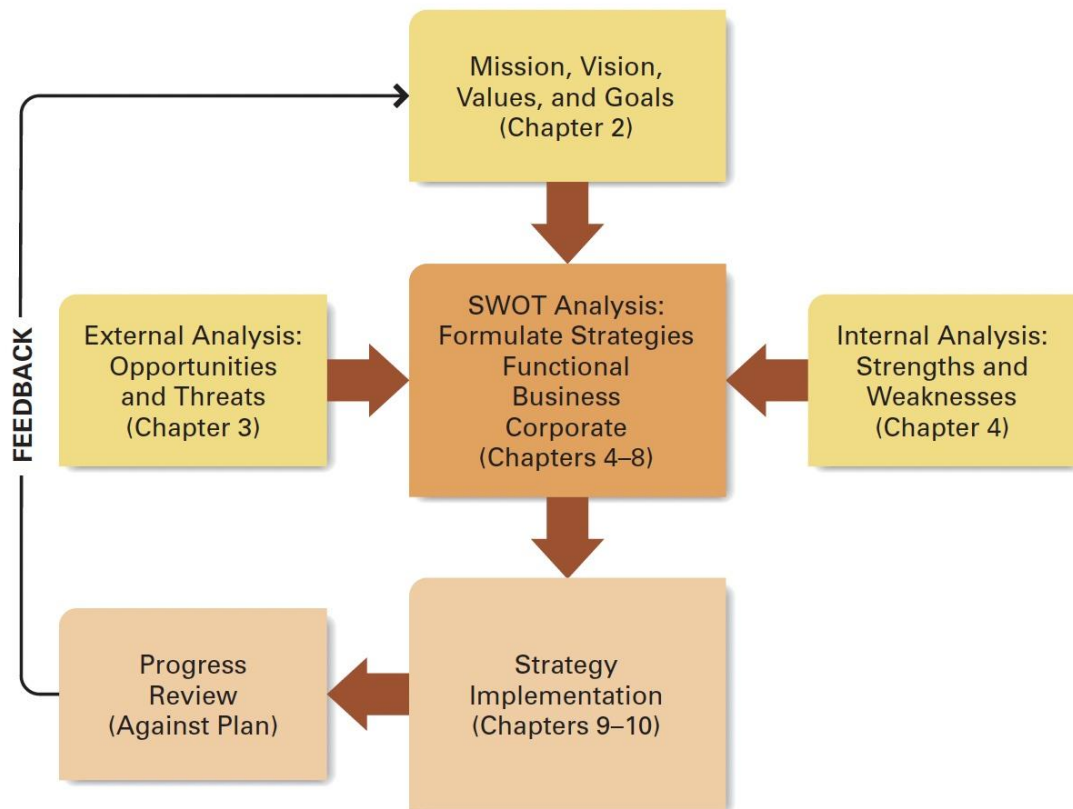 Mission, Vision,
Values, and Goals
(Chapter 2)
FEEDBACK
External Analysis:
Opportunities
and Threats
(Chapter 3)
SWOT Analysis:
Formulate Strategies
Functional
Business
Corporate
(Chapters 4–8)
Internal Analysis:
Strengths and
Weaknesses
(Chapter 4)
Progress
Review
(Against Plan)
Strategy
Implementation
(Chapters 9–10)